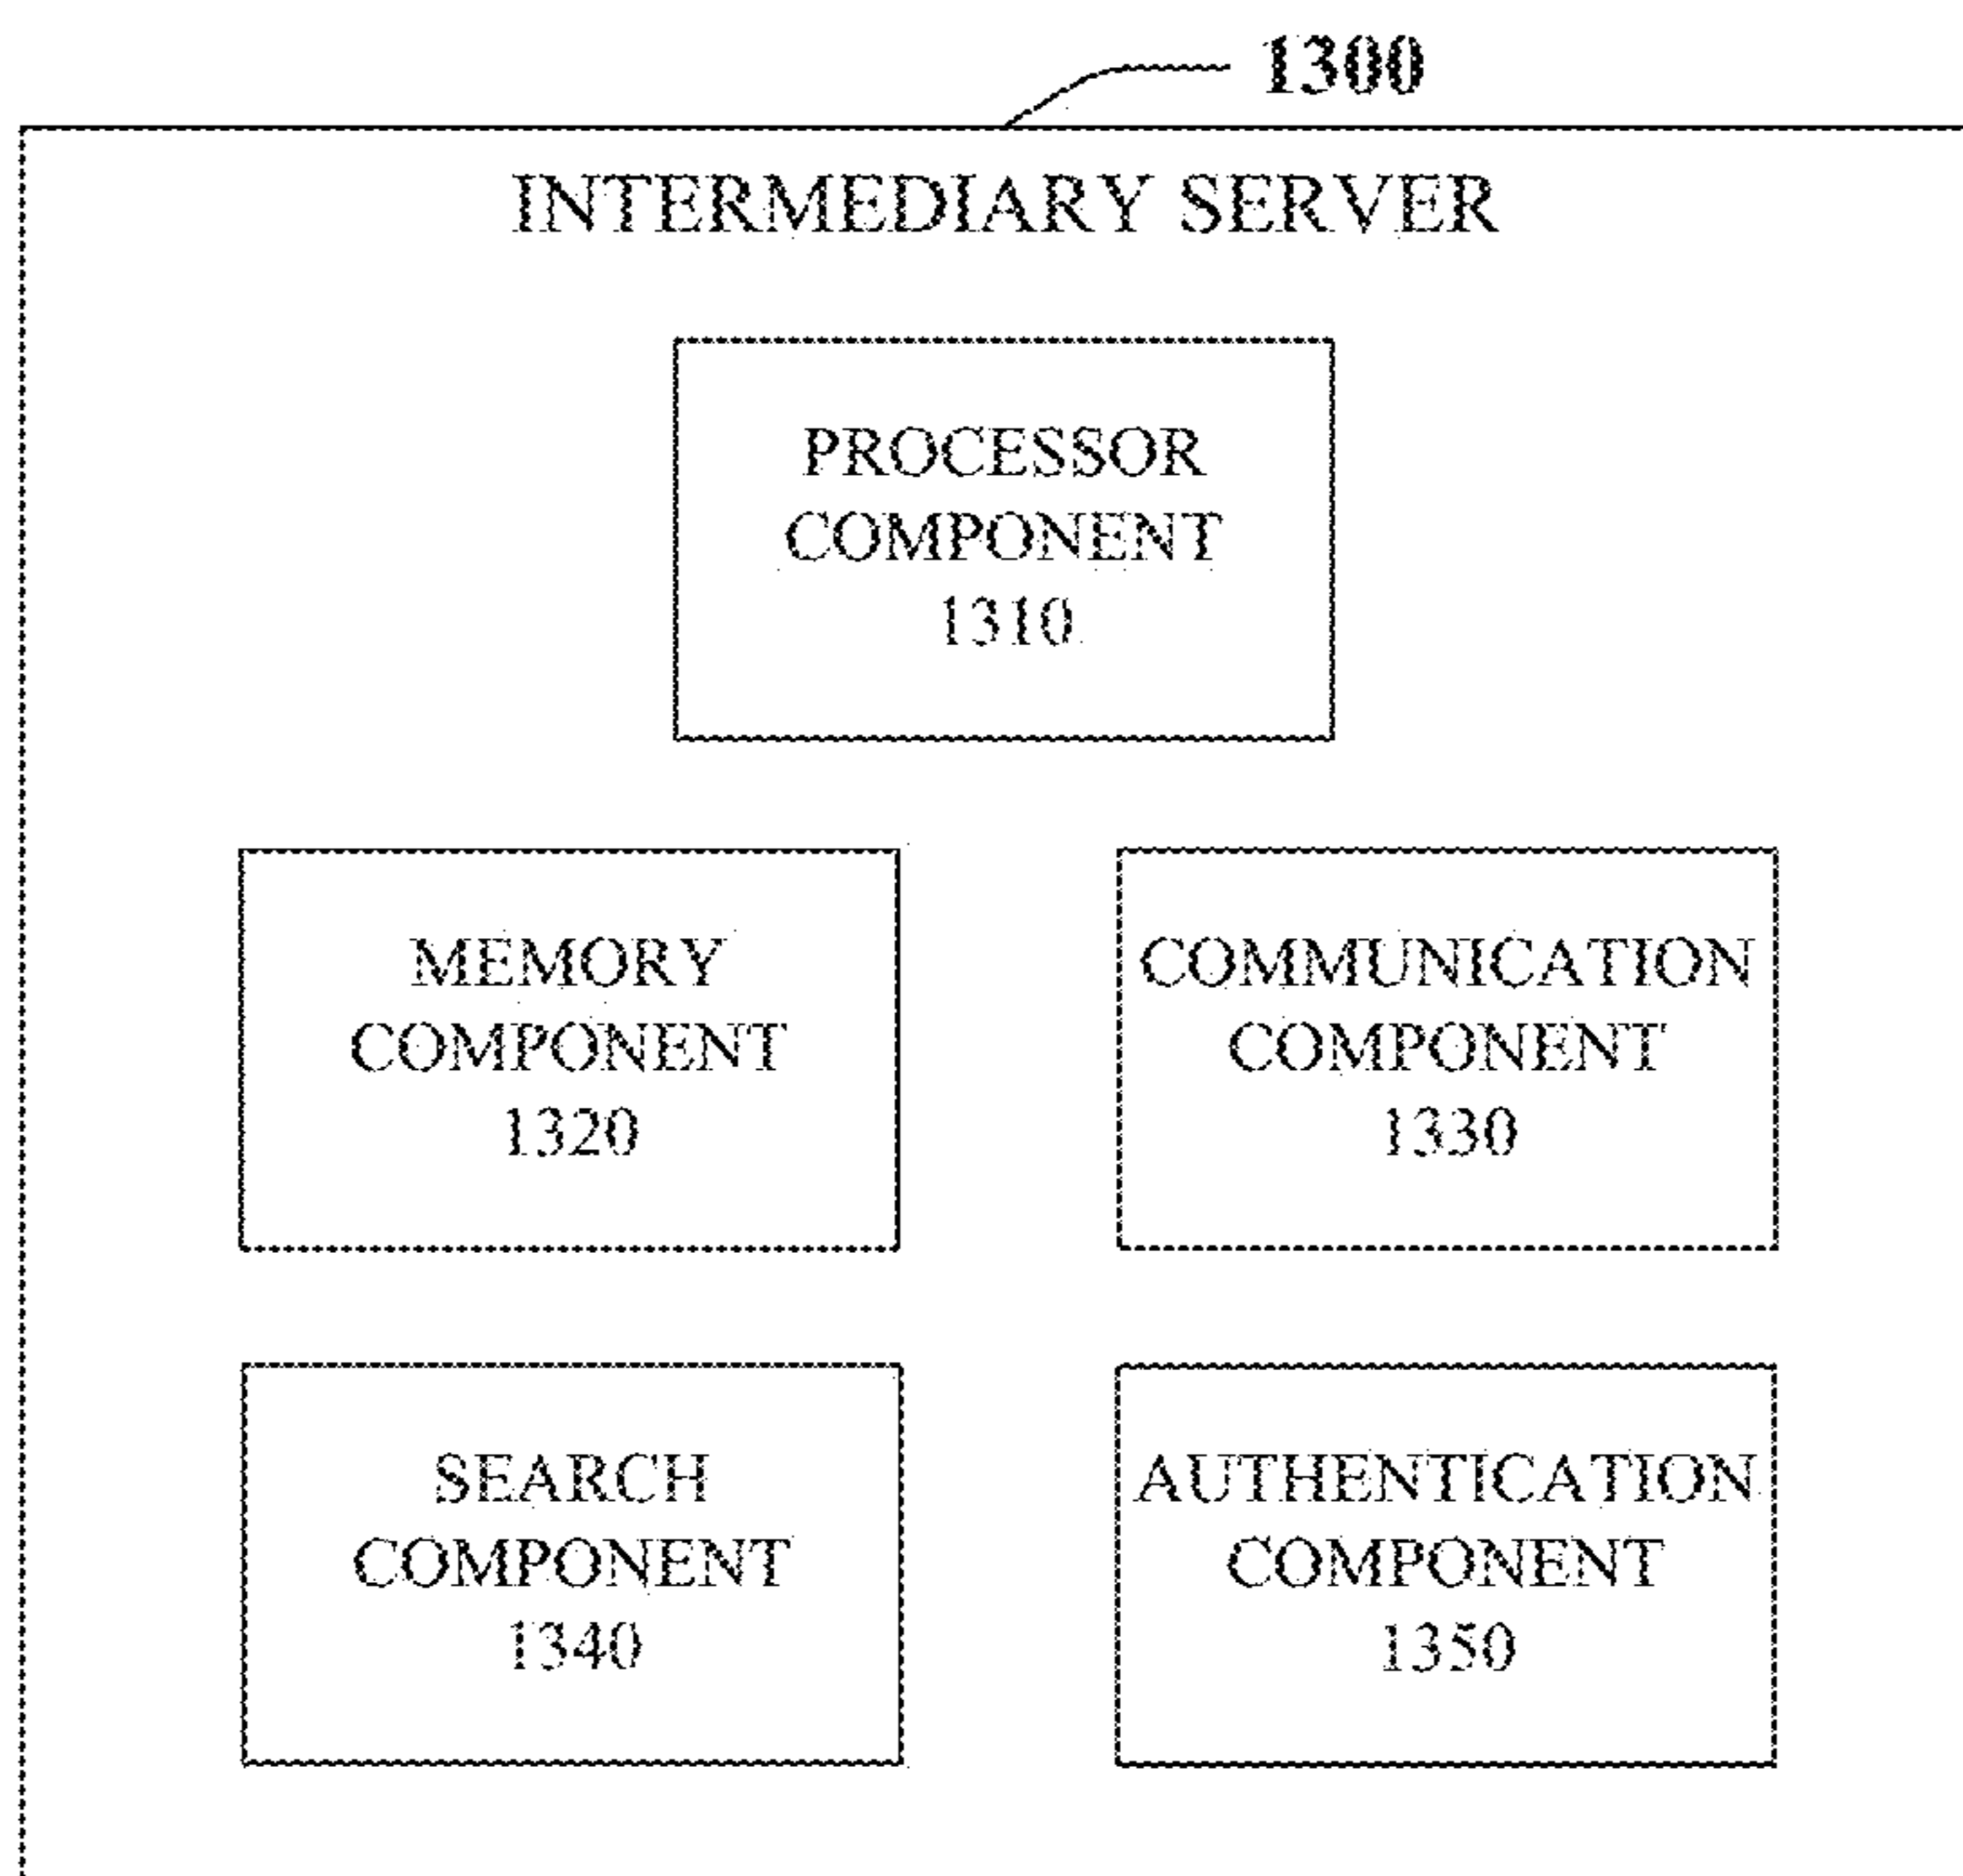 1300
INTERMEDIARY SERVER
PROCESSOR
COMPONENT
1310
MEMORY
COMPONENT
1320
COMMUNICATION
COMPONENT
1330
SEARCH
COMPONENT
1340
AUTHENTICATION
COMPONENT
1350